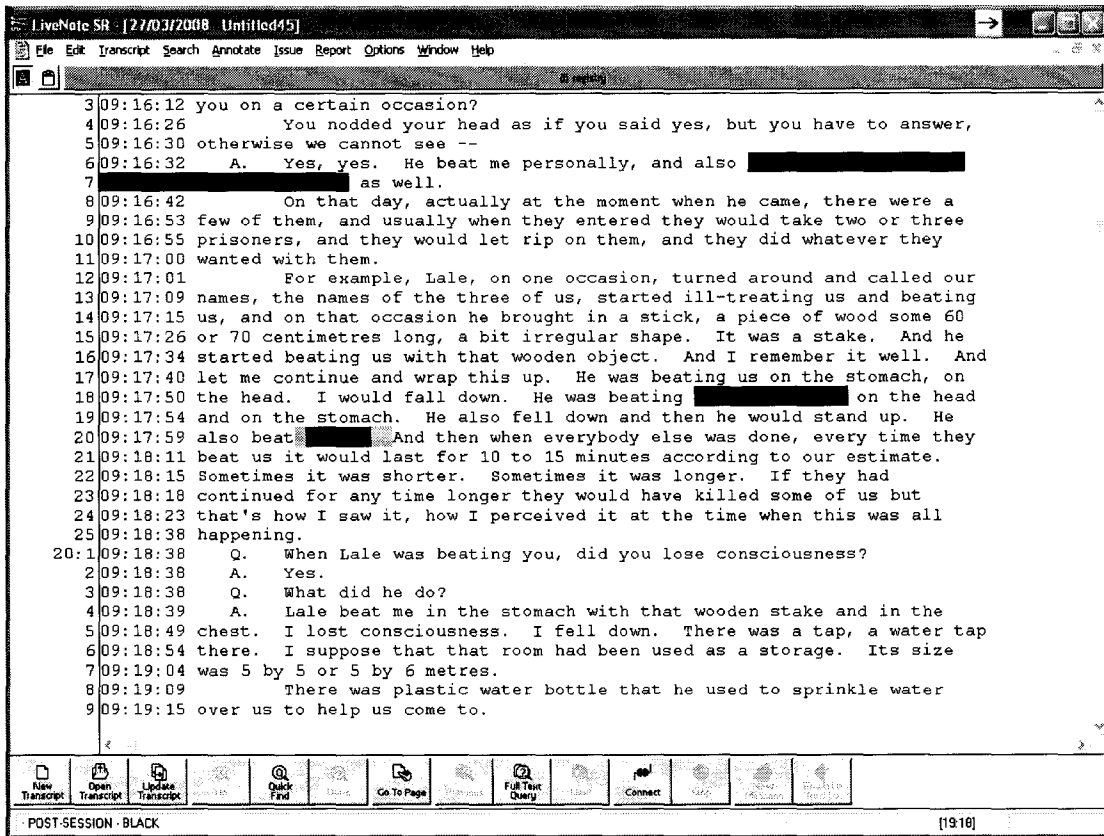 LiveNote SR - [27/03/2008 Untitled45]
File Edit Transcript Search Annotate Issue Report Options Window Help
3 09:16:12 you on a certain occasion?
4 09:16:26 You nodded your head as if you said yes, but you have to answer,
5 09:16:30 otherwise we cannot see --
6 09:16:32 A. Yes, yes. He beat me personally, and also
7 as well.
8 09:16:42 On that day, actually at the moment when he came, there were a
9 09:16:53 few of them, and usually when they entered they would take two or three
10 09:16:55 prisoners, and they would let rip on them, and they did whatever they
11 09:17:00 wanted with them.
12 09:17:01 For example, Lale, on one occasion, turned around and called our
13 09:17:09 names, the names of the three of us, started ill-treating us and beating
14 09:17:15 us, and on that occasion he brought in a stick, a piece of wood some 60
15 09:17:26 or 70 centimetres long, a bit irregular shape. It was a stake. And he
16 09:17:34 started beating us with that wooden object. And I remember it well. And
17 09:17:40 let me continue and wrap this up. He was beating us on the stomach, on
18 09:17:50 the head. I would fall down. He was beating on the head
19 09:17:54 and on the stomach. He also fell down and then he would stand up. He
20 09:17:59 also beat And then when everybody else was done, every time they
21 09:18:11 beat us it would last for 10 to 15 minutes according to our estimate.
22 09:18:15 Sometimes it was shorter. Sometimes it was longer. If they had
23 09:18:18 continued for any time longer they would have killed some of us but
24 09:18:23 that's how I saw it, how I perceived it at the time when this was all
25 09:18:38 happening.
20:1 09:18:38 Q. When Lale was beating you, did you lose consciousness?
2 09:18:38 A. Yes.
3 09:18:38 Q. What did he do?
4 09:18:39 A. Lale beat me in the stomach with that wooden stake and in the
5 09:18:49 chest. I lost consciousness. I fell down. There was a tap, a water tap
6 09:18:54 there. I suppose that that room had been used as a storage. Its size
7 09:19:04 was 5 by 5 or 5 by 6 metres.
8 09:19:09 There was plastic water bottle that he used to sprinkle water
9 09:19:15 over us to help us come to.
New Transcript Open Transcript Update Transcript Quick Find Go To Page Full Text Query Connect
- POST-SESSION - BLACK [19:18]